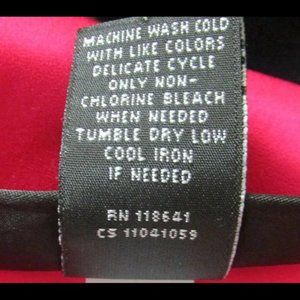 MACHINE WASH COLD
WITH LIKE COLORS
DELICATE CYCLE
ONLY NON-
CHLORINE BLEACH
WHEN NEEDED
TUMBLE DRY LOW
COOL IRON
IF NEEDED
RN 118641
CS 11041059